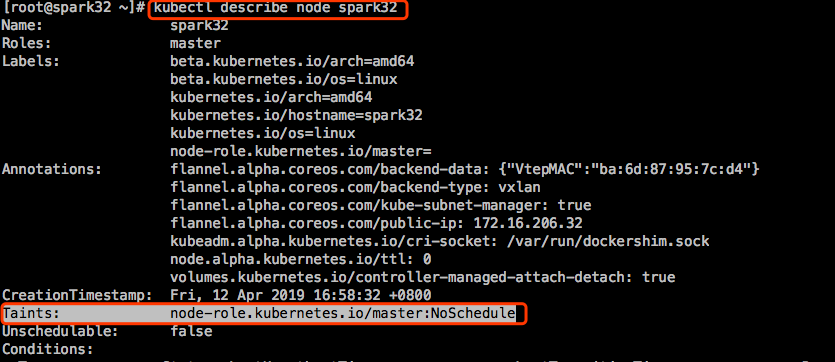 [root@spark32 ~]# kubectl describe node spark32
Name:               spark32
Roles:              master
Labels:             beta.kubernetes.io/arch=amd64
                    beta.kubernetes.io/os=linux
                    kubernetes.io/arch=amd64
                    kubernetes.io/hostname=spark32
                    kubernetes.io/os=linux
                    node-role.kubernetes.io/master=
Annotations:        flannel.alpha.coreos.com/backend-data: {"VtepMAC":"ba:6d:87:95:7c:d4"}
                    flannel.alpha.coreos.com/backend-type: vxlan
                    flannel.alpha.coreos.com/kube-subnet-manager: true
                    flannel.alpha.coreos.com/public-ip: 172.16.206.32
                    kubeadm.alpha.kubernetes.io/cri-socket: /var/run/dockershim.sock
                    node.alpha.kubernetes.io/ttl: 0
                    volumes.kubernetes.io/controller-managed-attach-detach: true
CreationTimestamp:  Fri, 12 Apr 2019 16:58:32 +0800
Taints:             node-role.kubernetes.io/master:NoSchedule
Unschedulable:      false
Conditions: